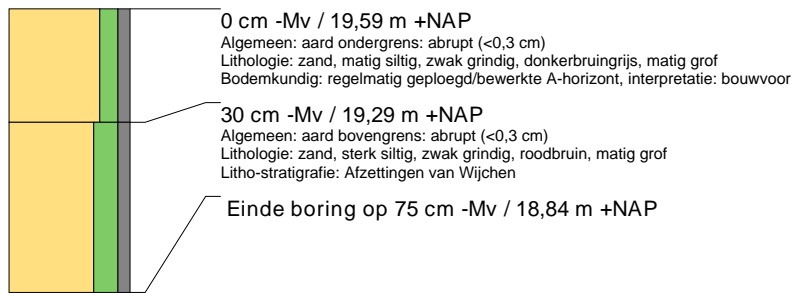 0 cm -Mv / 19,59 m +NAP
Algemeen: aard ondergrens: abrupt (<0,3 cm)
Lithologie: zand, matig siltig, zwak grindig, donkerbruingrijs, matig grof
Bodemkundig: regelmatig geploegd/bewerkte A-horizont, interpretatie: bouwvoor
30 cm -Mv / 19,29 m +NAP
Algemeen: aard bovengrens: abrupt (<0,3 cm)
Lithologie: zand, sterk siltig, zwak grindig, roodbruin, matig grof
Litho-stratigrafie: Afzettingen van Wijchen
Einde boring op 75 cm -Mv / 18,84 m +NAP